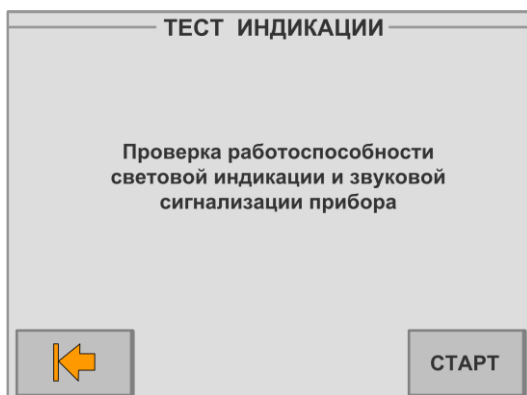 ТЕСТ ИНДИКАЦИИ
Проверка работоспособности
световой индикации и звуковой
сигнализации прибора
СТАРТ